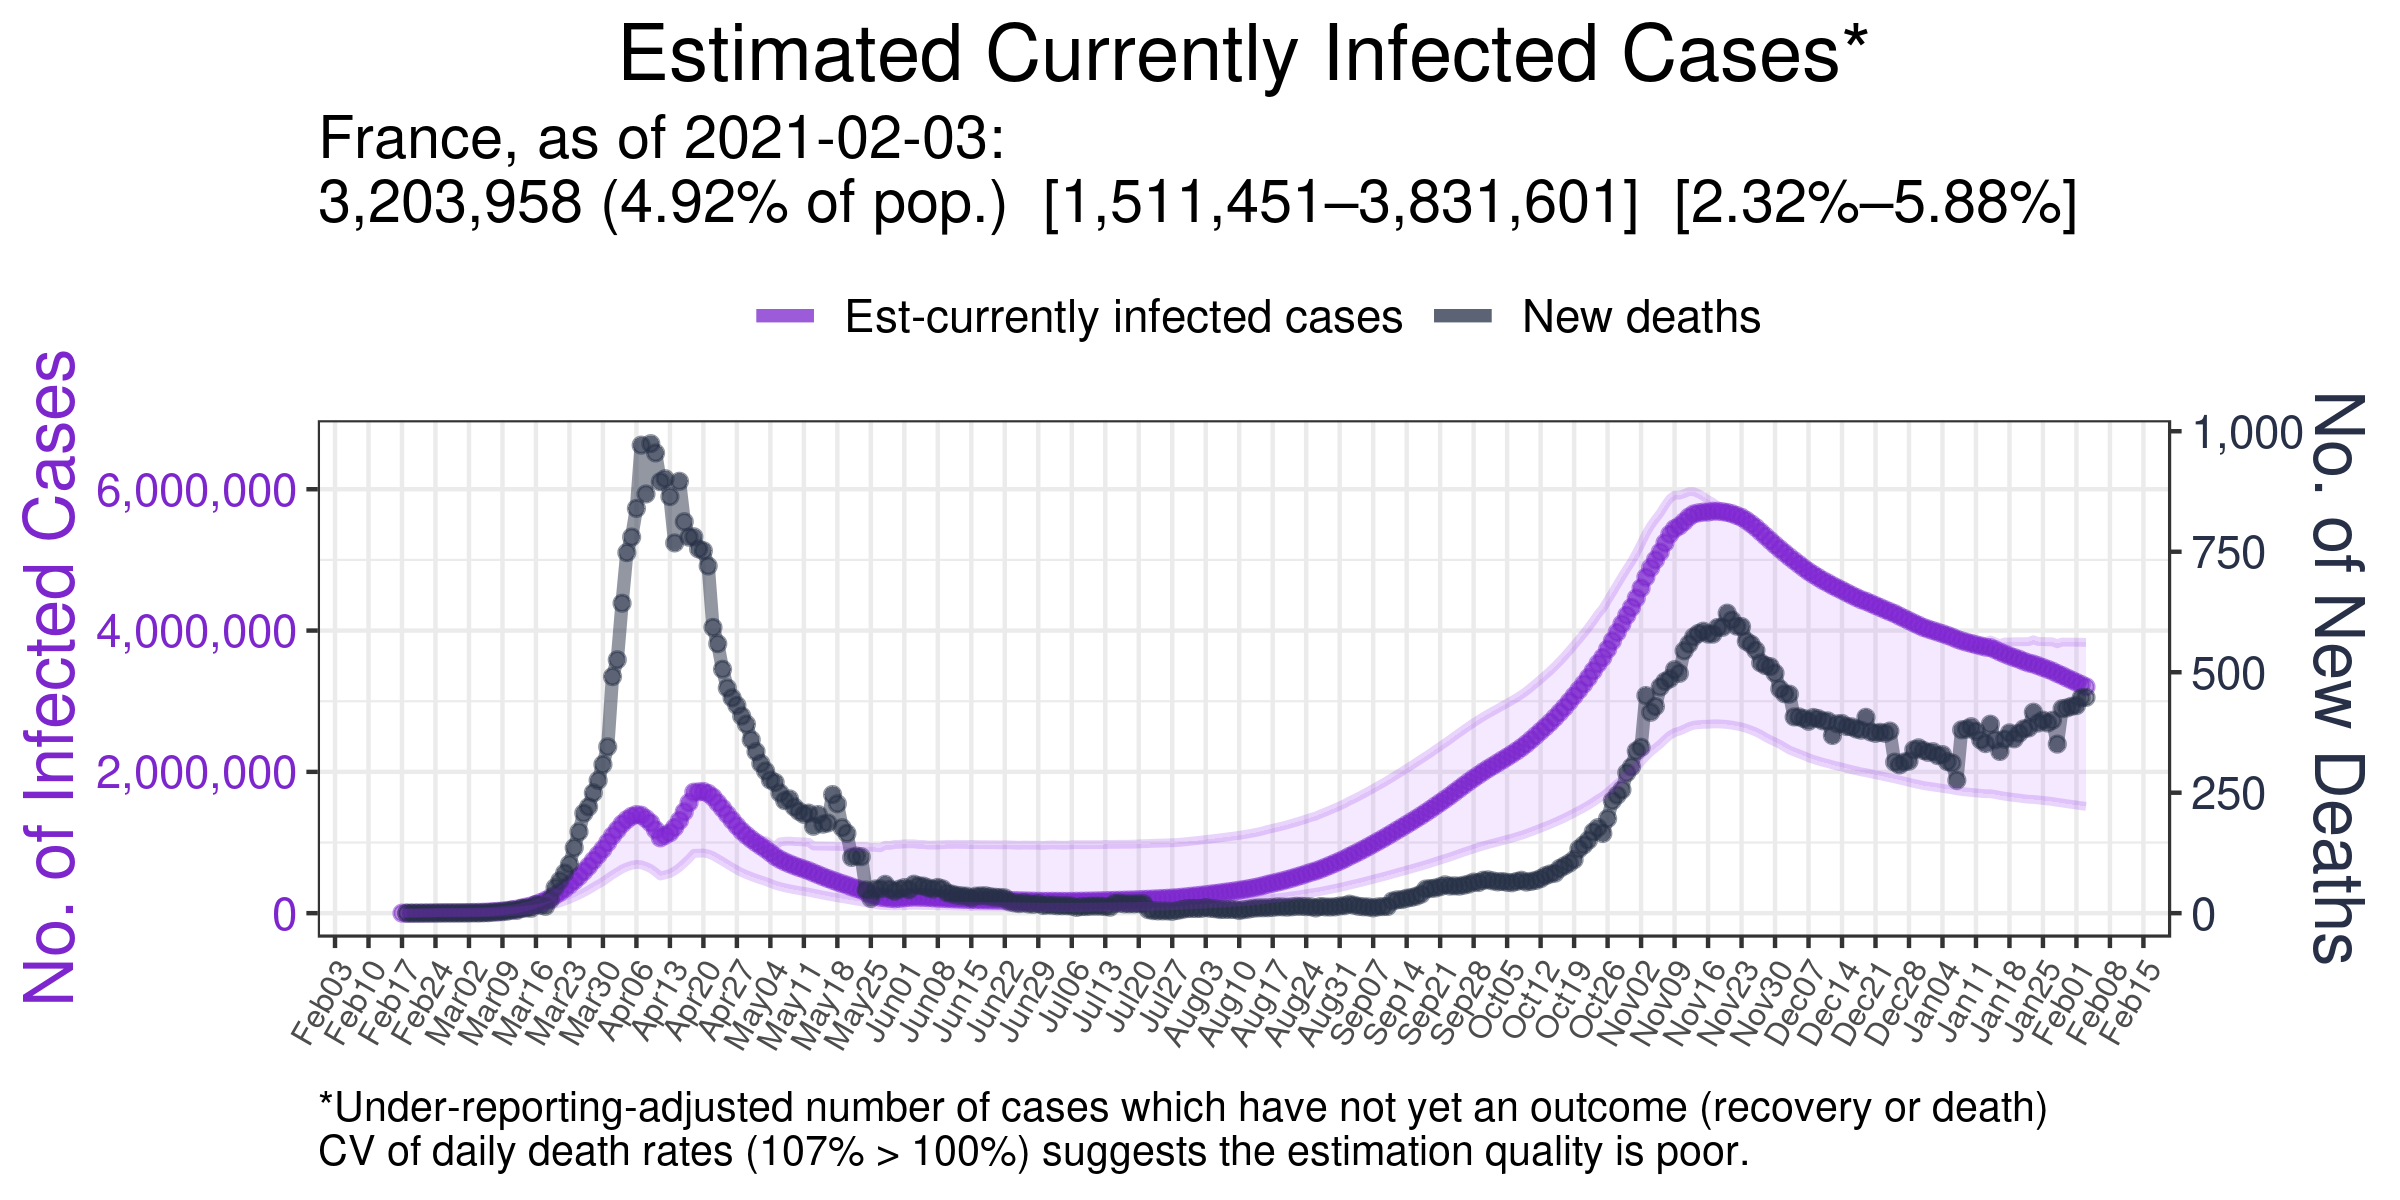 Estimated Currently Infected Cases*
France, as of 2021-02-03:
3,203,958 (4.92% of pop.)  [1,511,451–3,831,601]  [2.32%–5.88%]
Est-currently infected cases
New deaths
No. of Infected Cases
6,000,000
4,000,000
2,000,000
0
1,000
750
500
250
0
No. of New Deaths
Feb03
Feb10
Feb17
Feb24
Mar02
Mar09
Mar16
Mar23
Mar30
Apr06
Apr13
Apr20
Apr27
May04
May11
May18
May25
Jun01
Jun08
Jun15
Jun22
Jun29
Jul06
Jul13
Jul20
Jul27
Aug03
Aug10
Aug17
Aug24
Aug31
Sep07
Sep14
Sep21
Sep28
Oct05
Oct12
Oct19
Oct26
Nov02
Nov09
Nov16
Nov23
Nov30
Dec07
Dec14
Dec21
Dec28
Jan04
Jan11
Jan18
Jan25
Feb01
Feb08
Feb15
*Under-reporting-adjusted number of cases which have not yet an outcome (recovery or death)
CV of daily death rates (107% > 100%) suggests the estimation quality is poor.